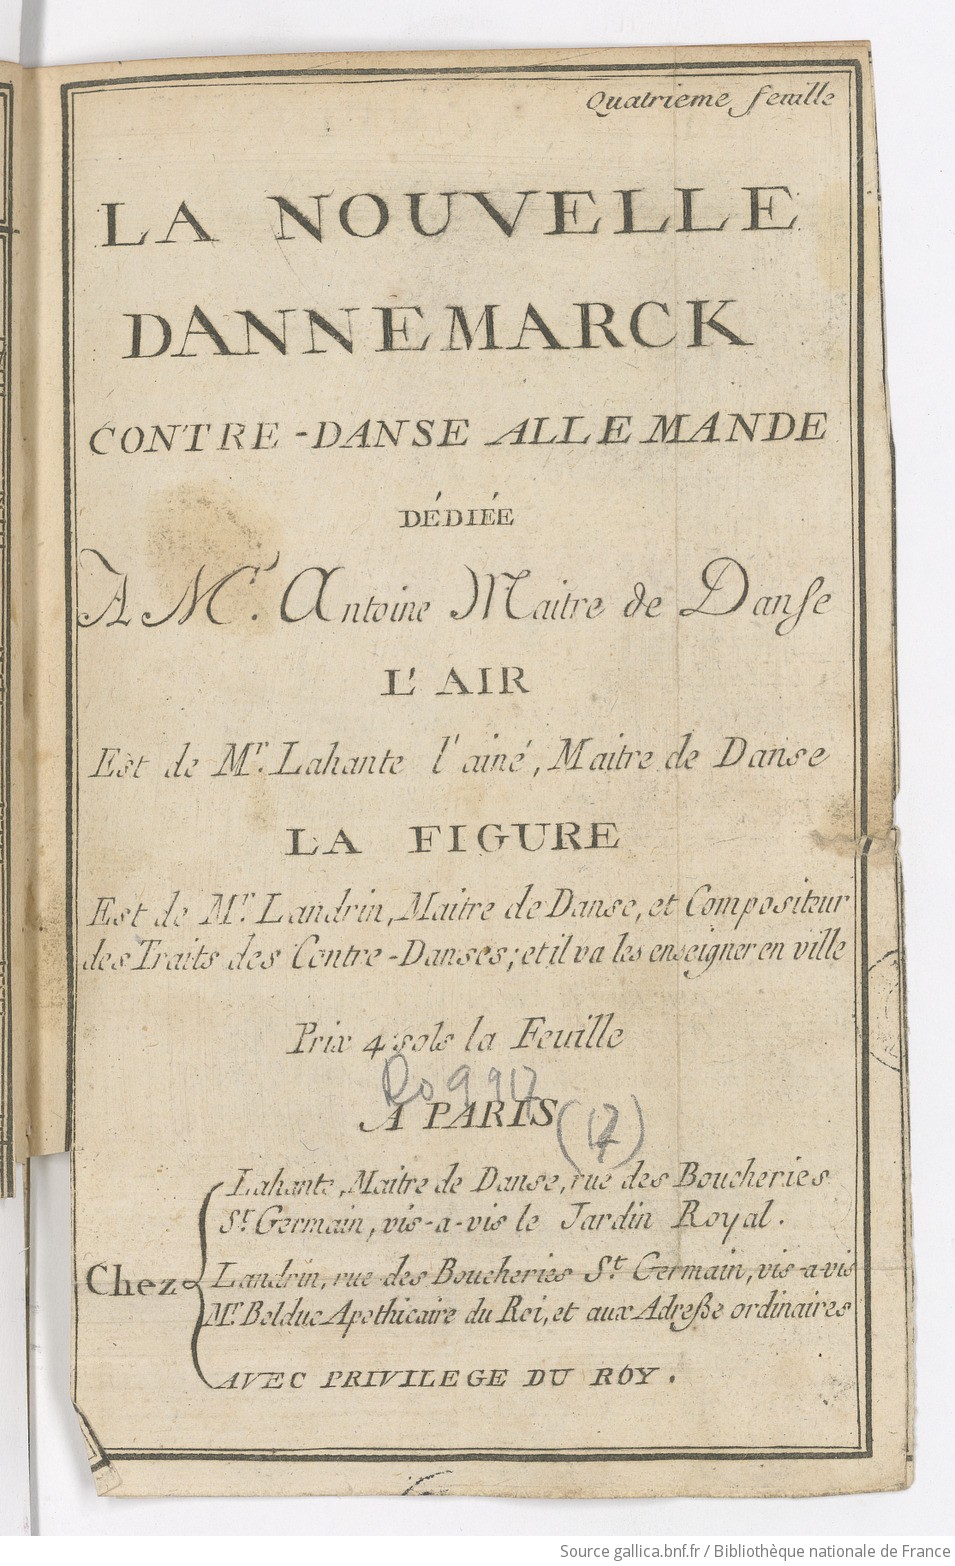 Quatrieme feuille
LA NOUVELLE
DANNEMARCK
CONTRE-DANSE ALLEMANDE
DÉDIÉE
A Mr. Antoine Maitre de Danse
L'AIR
Est de Mr. Lahante l'ainé, Maitre de Danse
LA FIGURE
Est de Mr. Landrin, Maitre de Danse, et Compositeur
des Traits des Contre-Danses; et il va les enseigner en ville
Prix 4 sols la Feuille
A PARIS
(17)
Lahante, Maitre de Danse, rue des Boucheries
St. Germain, vis-a-vis le Jardin Royal.
Chez
Landrin, rue des Boucheries St. Germain, vis-a-vis
Mr. Bolduc Apothicaire du Roi, et aux Adresse ordinaires
AVEC PRIVILEGE DU ROY.
Source gallica.bnf.fr / Bibliothèque nationale de France